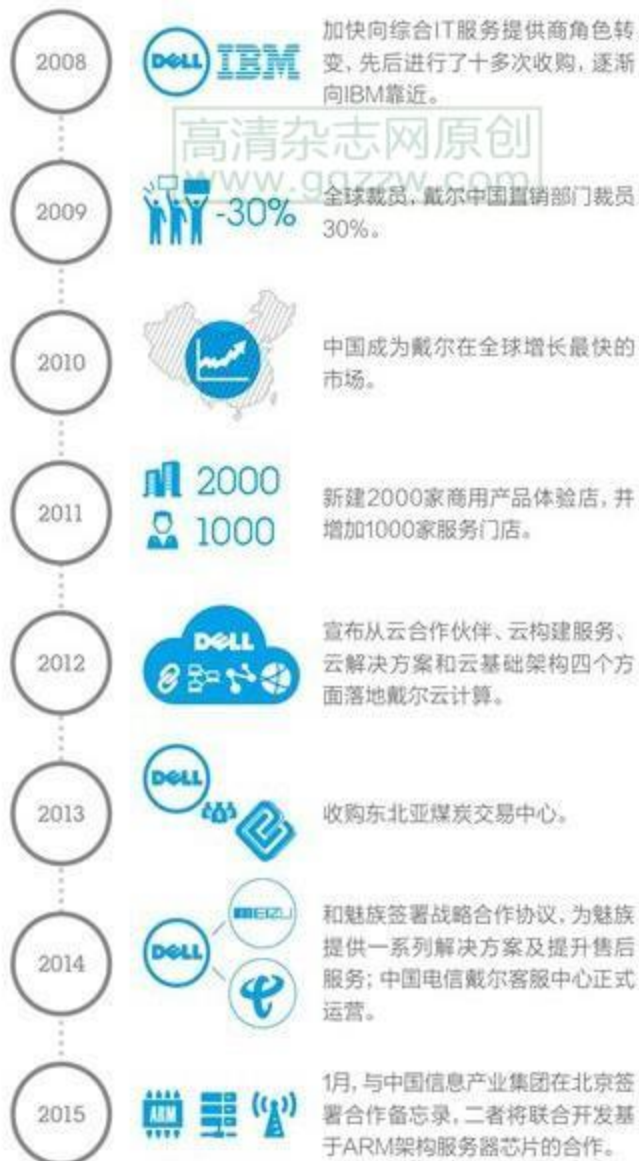 2008
DELL
IBM
加快向综合IT服务提供商角色转
变,先后进行了十多次收购,逐渐
向IBM靠近。
高清杂志网原创
www.gqzzw.com
2009
-30%
全球裁员,戴尔中国直销部门裁员
30%。
2010
中国成为戴尔在全球增长最快的
市场。
2011
2000
1000
新建2000家商用产品体验店,并
增加1000家服务门店。
2012
DELL
宣布从云合作伙伴、云构建服务、
云解决方案和云基础架构四个方
面落地戴尔云计算。
2013
DELL
收购东北亚煤炭交易中心。
2014
DELL
MEIZU
和魅族签署战略合作协议,为魅族
提供一系列解决方案及提升售后
服务;中国电信戴尔客服中心正式
运营。
2015
ARM
1月,与中国信息产业集团在北京签
署合作备忘录,二者将联合开发基
于ARM架构服务器芯片的合作。